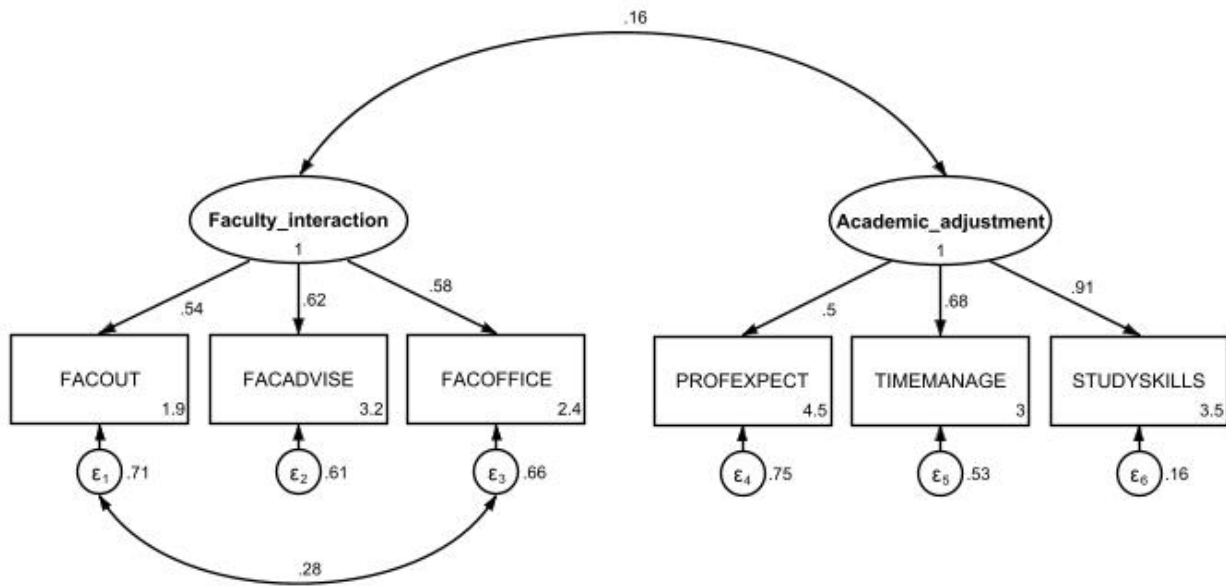 .16
Faculty_interaction
1
Academic_adjustment
1
.54
.62
.58
.5
.68
.91
FACOUT
1.9
FACADVISE
3.2
FACOFFICE
2.4
PROFEXPECT
4.5
TIMEMANAGE
3
STUDYSKILLS
3.5
ε₁ .71
ε₂ .61
ε₃ .66
ε₄ .75
ε₅ .53
ε₆ .16
.28